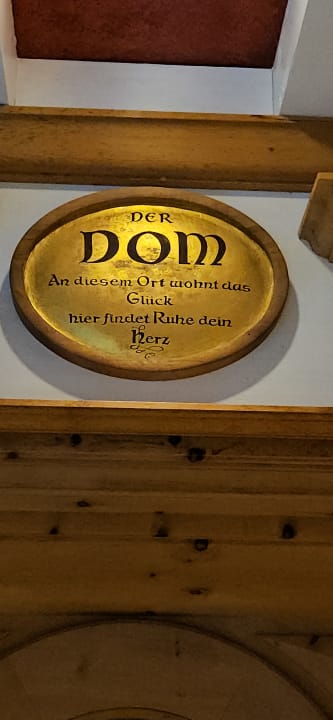 DER
DOM
An diesem Ort wohnt das
Glück
hier findet Ruhe dein
Herz